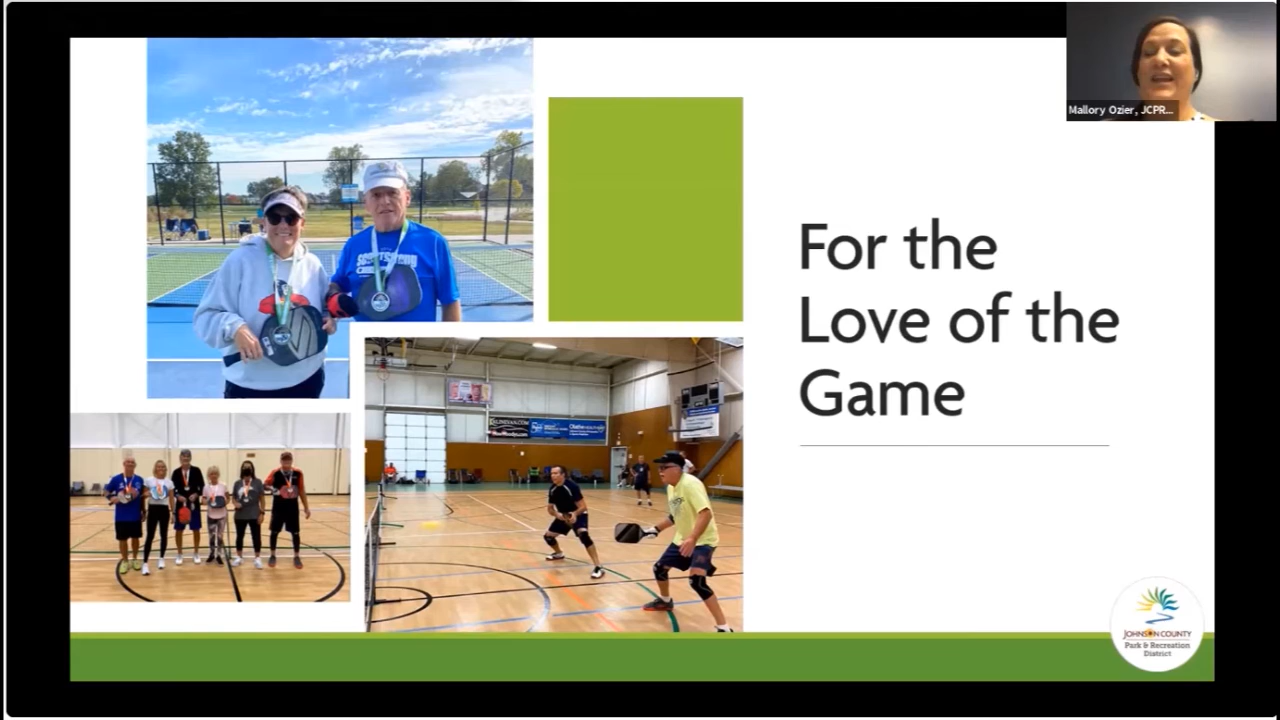 Mallory Ozier, JCPR...
For the
Love of the
Game
JOHNSON COUNTY
Park & Recreation
District